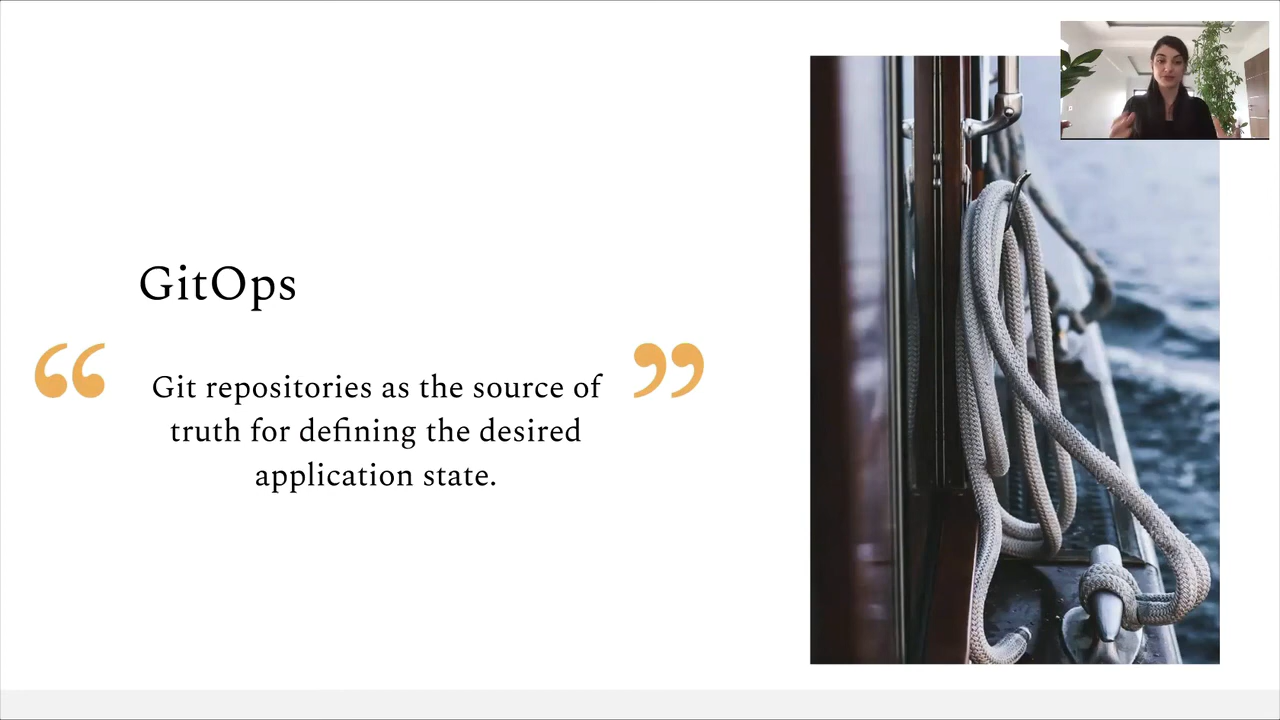 GitOps
“ Git repositories as the source of ”
truth for defining the desired
application state.